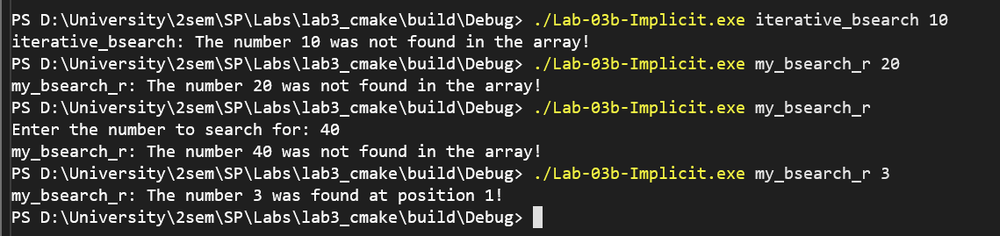 PS D:\University\2sem\SP\Labs\lab3_cmake\build\Debug> ./Lab-03b-Implicit.exe iterative_bsearch 10
iterative_bsearch: The number 10 was not found in the array!
PS D:\University\2sem\SP\Labs\lab3_cmake\build\Debug> ./Lab-03b-Implicit.exe my_bsearch_r 20
my_bsearch_r: The number 20 was not found in the array!
PS D:\University\2sem\SP\Labs\lab3_cmake\build\Debug> ./Lab-03b-Implicit.exe my_bsearch_r
Enter the number to search for: 40
my_bsearch_r: The number 40 was not found in the array!
PS D:\University\2sem\SP\Labs\lab3_cmake\build\Debug> ./Lab-03b-Implicit.exe my_bsearch_r 3
my_bsearch_r: The number 3 was found at position 1!
PS D:\University\2sem\SP\Labs\lab3_cmake\build\Debug>